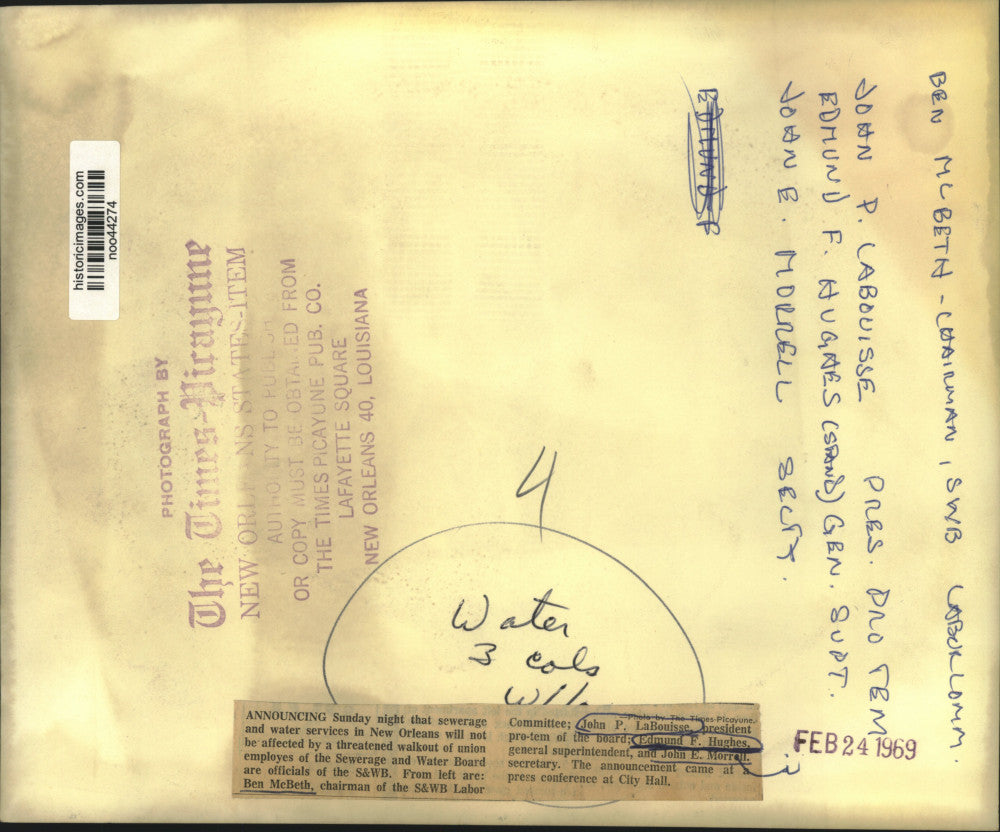 historicimages.com
noo44274
PHOTOGRAPH BY
The Times-Picayune
NEW ORLEANS STATES-ITEM
AUTHORITY TO PUBLISH
OR COPY MUST BE OBTAINED FROM
THE TIMES PICAYUNE PUB. CO.
LAFAYETTE SQUARE
NEW ORLEANS 40, LOUISIANA
BEN MCBETH - CHAIRMAN, SWB LABOR COMM.
JOHN P. LABOUISSE PRES. PRO TEM
EDMUND F. HUGHES (STAND) GEN. SUPT.
JOHN E. MORRELL SECTY.
EDMUND F
4
Water
3 cols
ANNOUNCING Sunday night that sewerage
and water services in New Orleans will not
be affected by a threatened walkout of union
employes of the Sewerage and Water Board
are officials of the S&WB. From left are:
Ben McBeth, chairman of the S&WB Labor
—Photo by The Times-Picayune.
Committee; John P. LaBouisse, president
pro-tem of the board; Edmund F. Hughes,
general superintendent, and John E. Morrell,
secretary. The announcement came at a
press conference at City Hall.
FEB 24 1969